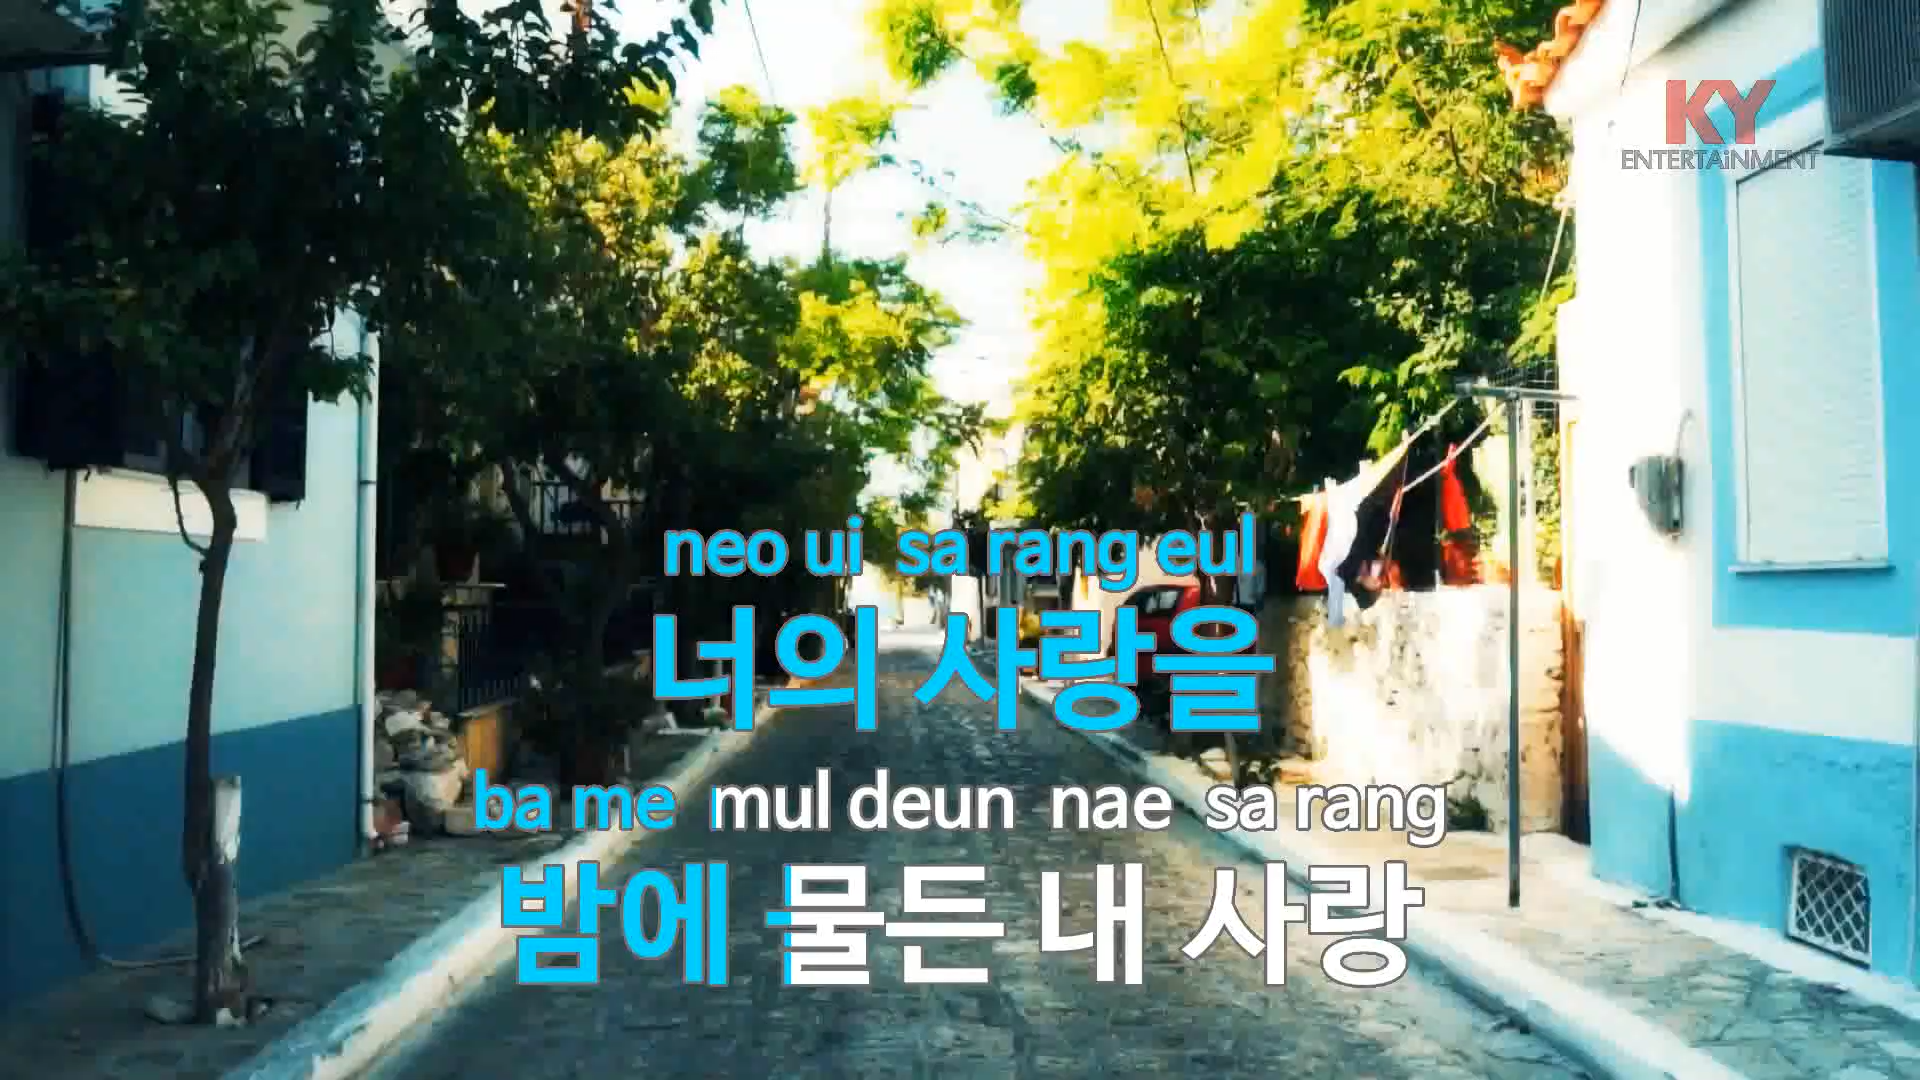 KY
ENTERTAiNMENT
neo ui sa rang eul
너의 사랑을
ba me mul deun nae sa rang
밤에 물든 내 사랑